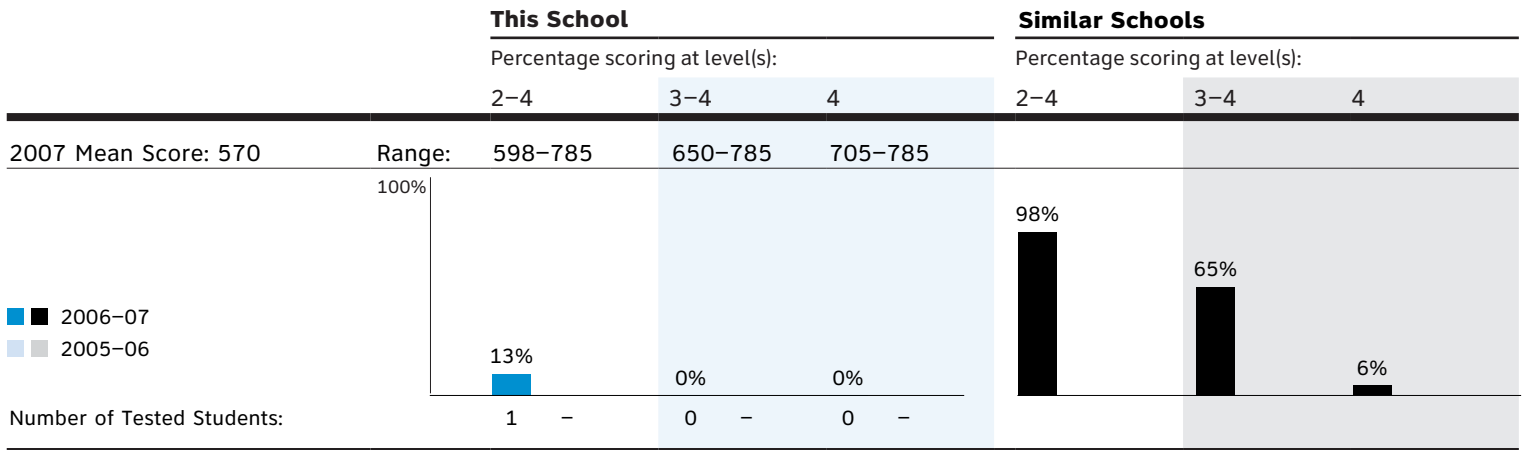 This School Similar Schools
Percentage scoring at level(s): Percentage scoring at level(s):
2–4 3–4 4 2–4 3–4 4
2007 Mean Score: 570 Range: 598–785 650–785 705–785
100%
98%
65%
2006–07
2005–06
13% 0% 0% 6%
Number of Tested Students: 1 – 0 – 0 –